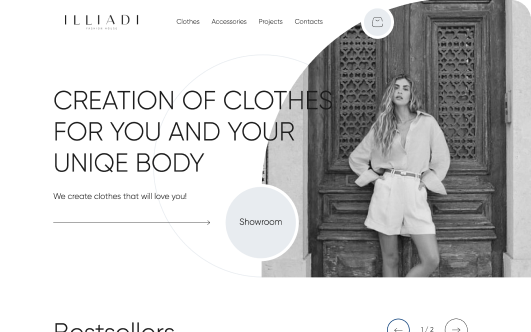 ILLIADI
FASHION HOUSE
Clothes Accessories Projects Contacts
CREATION OF CLOTHES
FOR YOU AND YOUR
UNIQE BODY
We create clothes that will love you!
Showroom
Bestsellers
1/2